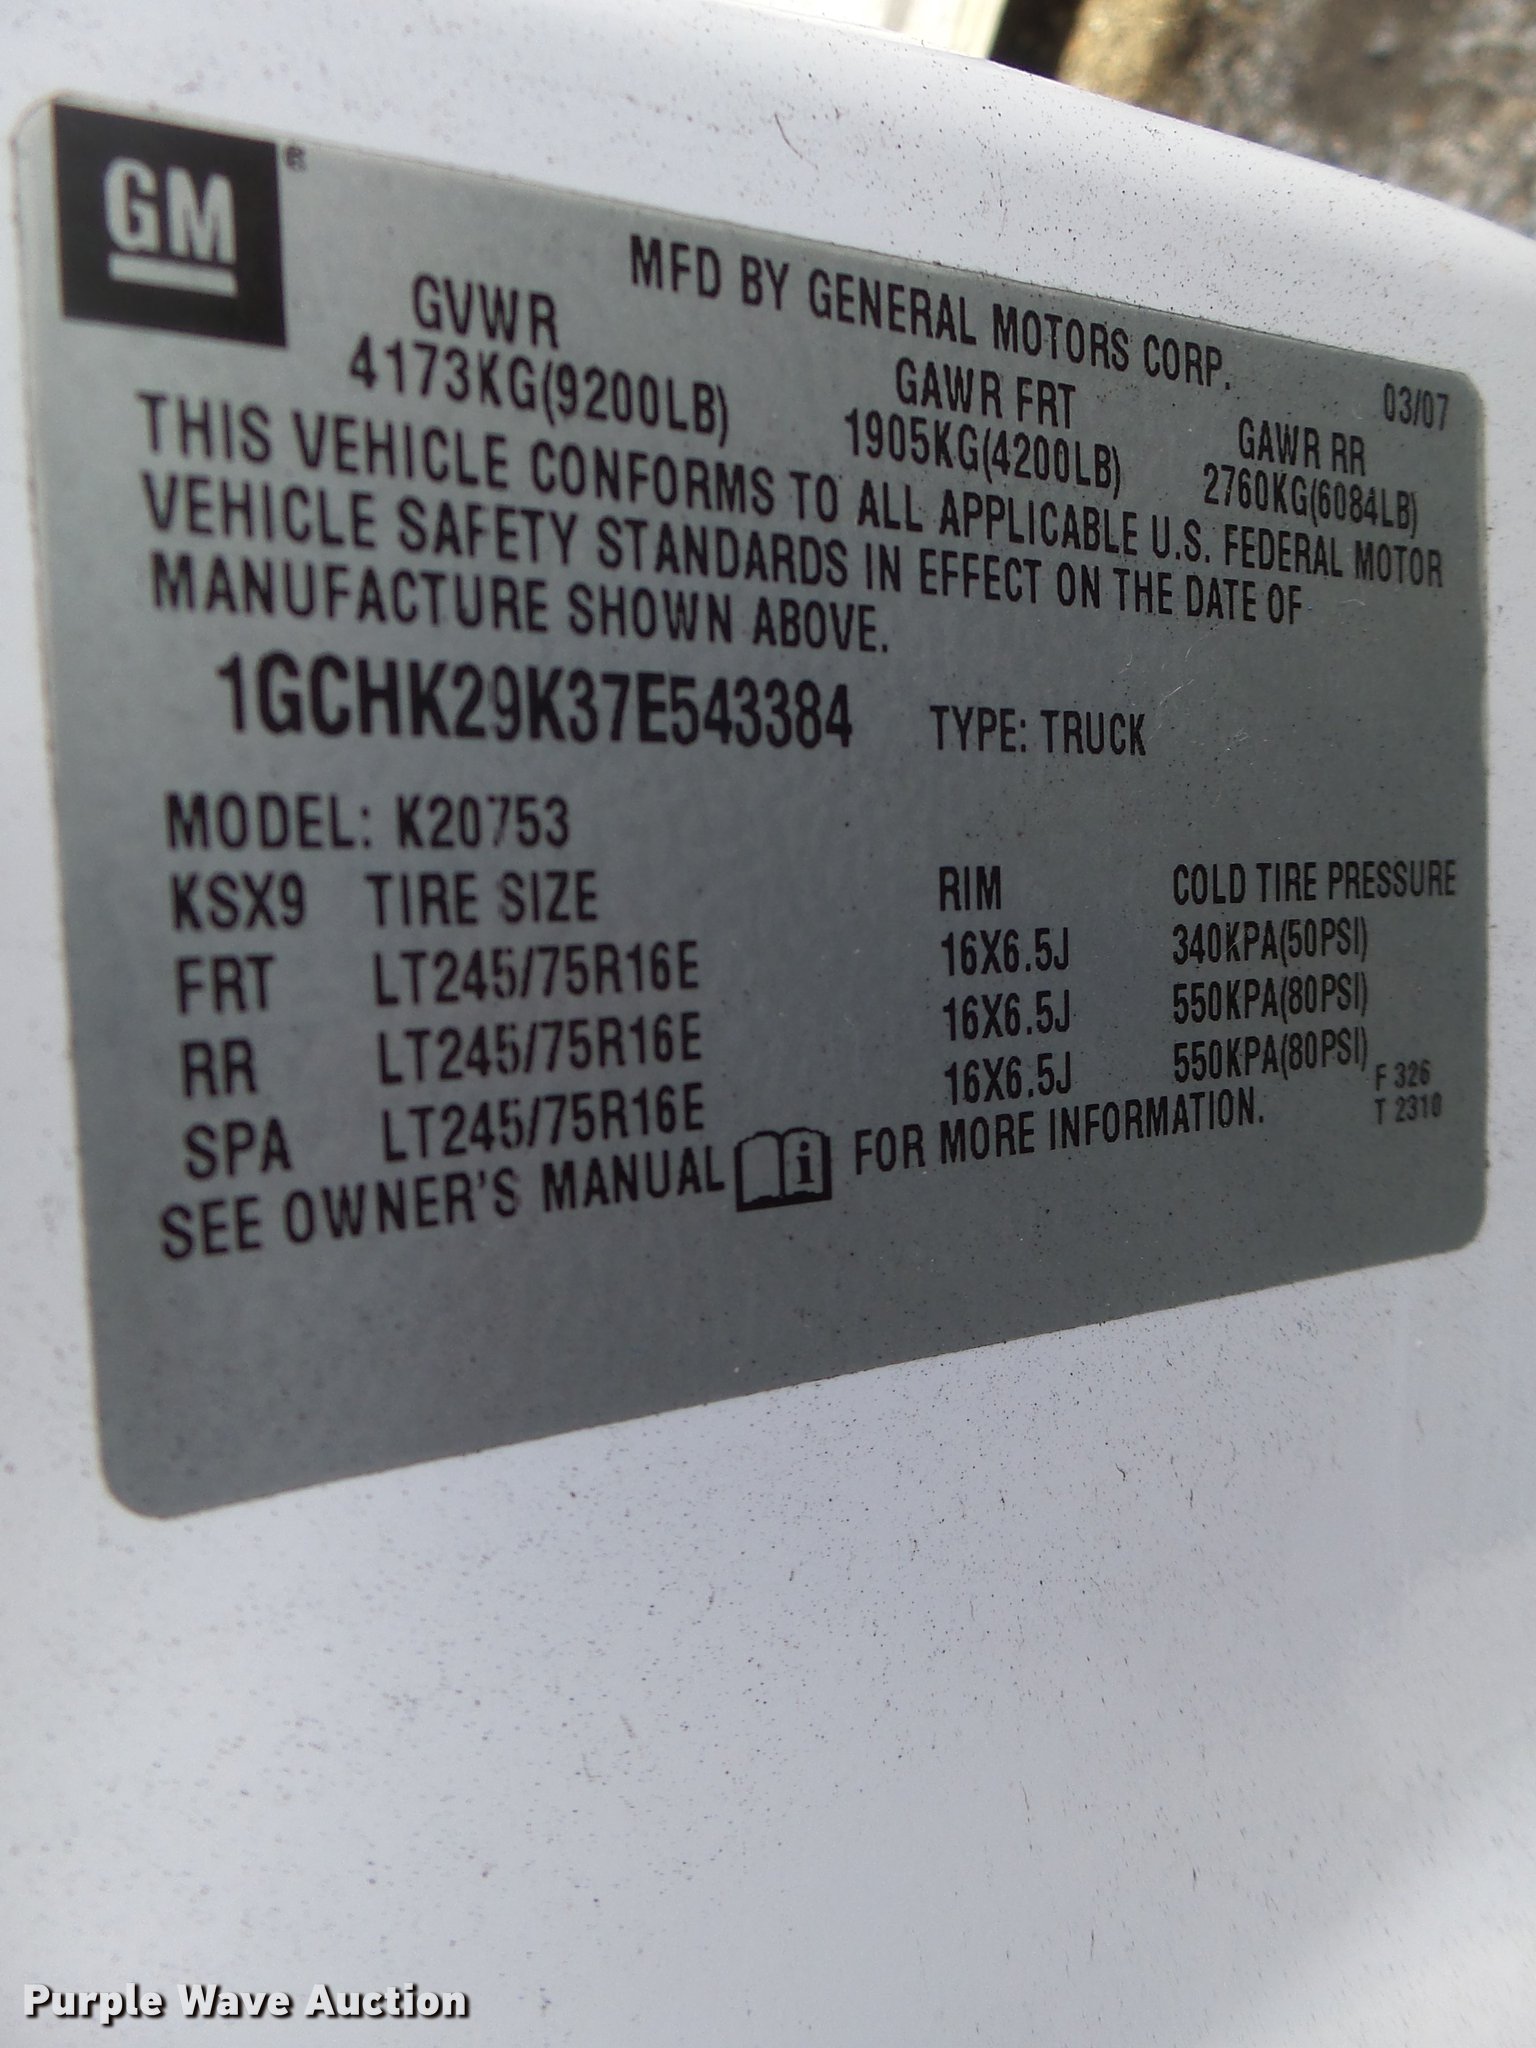 GM ®
MFD BY GENERAL MOTORS CORP. 03/07
GVWR GAWR FRT GAWR RR
4173KG(9200LB) 1905KG(4200LB) 2760KG(6084LB)
THIS VEHICLE CONFORMS TO ALL APPLICABLE U.S. FEDERAL MOTOR
VEHICLE SAFETY STANDARDS IN EFFECT ON THE DATE OF
MANUFACTURE SHOWN ABOVE.
1GCHK29K37E543384 TYPE: TRUCK
MODEL: K20753
KSX9 TIRE SIZE RIM COLD TIRE PRESSURE
FRT LT245/75R16E 16X6.5J 340KPA(50PSI)
RR LT245/75R16E 16X6.5J 550KPA(80PSI)
SPA LT245/75R16E 16X6.5J 550KPA(80PSI)
SEE OWNER'S MANUAL i FOR MORE INFORMATION.
F 326
T 2310
Purple Wave Auction